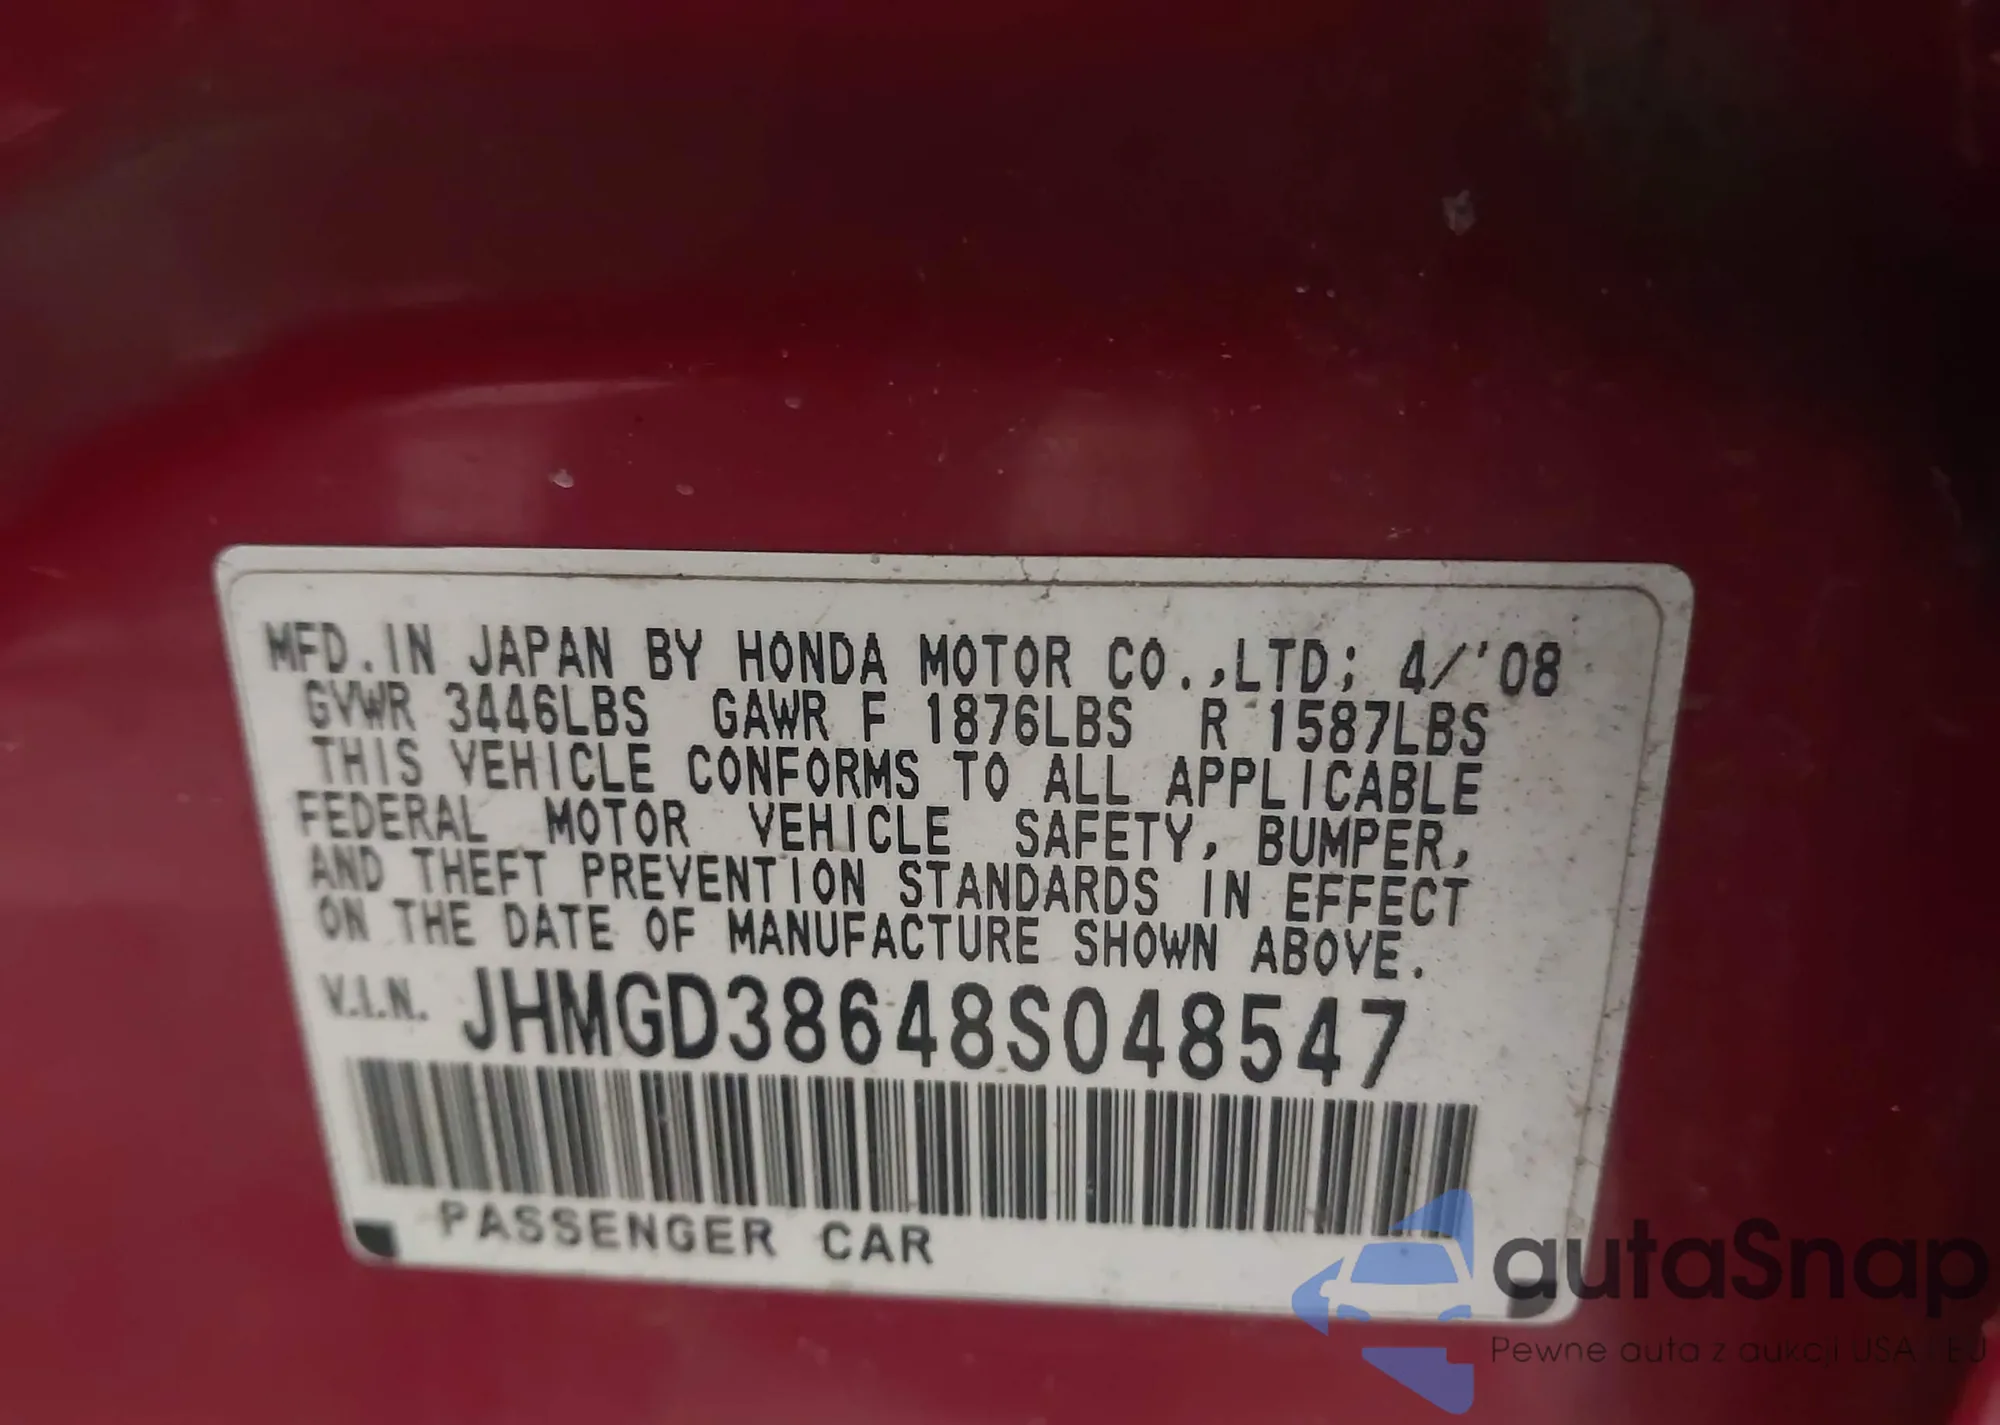 MFD. IN JAPAN BY HONDA MOTOR CO.,LTD; 4/'08
GVWR 3446LBS GAWR F 1876LBS R 1587LBS
THIS VEHICLE CONFORMS TO ALL APPLICABLE
FEDERAL MOTOR VEHICLE SAFETY, BUMPER,
AND THEFT PREVENTION STANDARDS IN EFFECT
ON THE DATE OF MANUFACTURE SHOWN ABOVE.
V.I.N. JHMGD38648S048547
PASSENGER CAR
autaSnap
Pewne auta z aukcji USA i EU